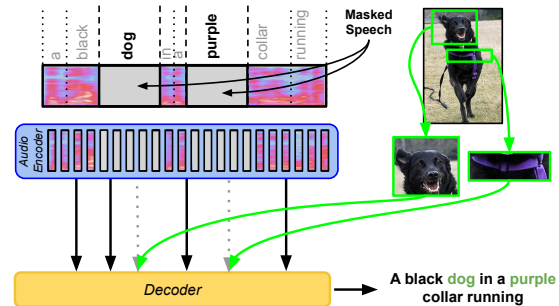 a
black
dog
in
a
purple
collar
running
Masked
Speech
Audio
Encoder
Decoder
A black dog in a purple
collar running